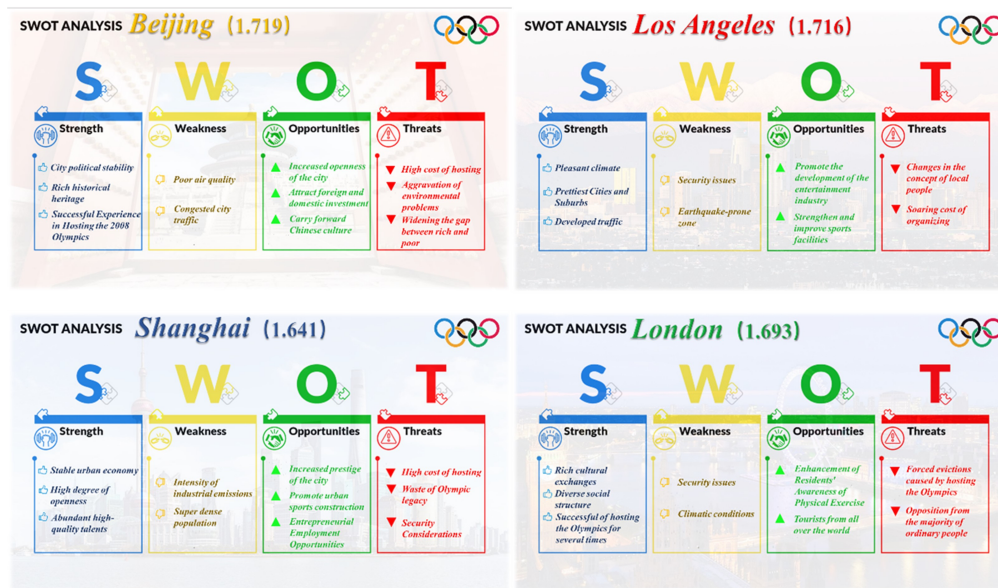 SWOT ANALYSIS Beijing (1.719)
S W O T
Strength
City political stability
Rich historical
heritage
Successful Experience
in Hosting the 2008
Olympics
Weakness
Poor air quality
Congested city
traffic
Opportunities
Increased openness
of the city
Attract foreign and
domestic investment
Carry forward
Chinese culture
Threats
High cost of hosting
Aggravation of
environmental
problems
Widening the gap
between rich and
poor
SWOT ANALYSIS Los Angeles (1.716)
S W O T
Strength
Pleasant climate
Prettiest Cities and
Suburbs
Developed traffic
Weakness
Security issues
Earthquake-prone
zone
Opportunities
Promote the
development of the
entertainment
industry
Strengthen and
improve sports
facilities
Threats
Changes in the
concept of local
people
Soaring cost of
organizing
SWOT ANALYSIS Shanghai (1.641)
S W O T
Strength
Stable urban economy
High degree of
openness
Abundant high-
quality talents
Weakness
Intensity of
industrial emissions
Super dense
population
Opportunities
Increased prestige
of the city
Promote urban
sports construction
Entrepreneurial
Employment
Opportunities
Threats
High cost of hosting
Waste of Olympic
legacy
Security
Considerations
SWOT ANALYSIS London (1.693)
S W O T
Strength
Rich cultural
exchanges
Diverse social
structure
Successful of hosting
the Olympics for
several times
Weakness
Security issues
Climatic conditions
Opportunities
Enhancement of
Residents'
Awareness of
Physical Exercise
Tourists from all
over the world
Threats
Forced evictions
caused by hosting
the Olympics
Opposition from
the majority of
ordinary people